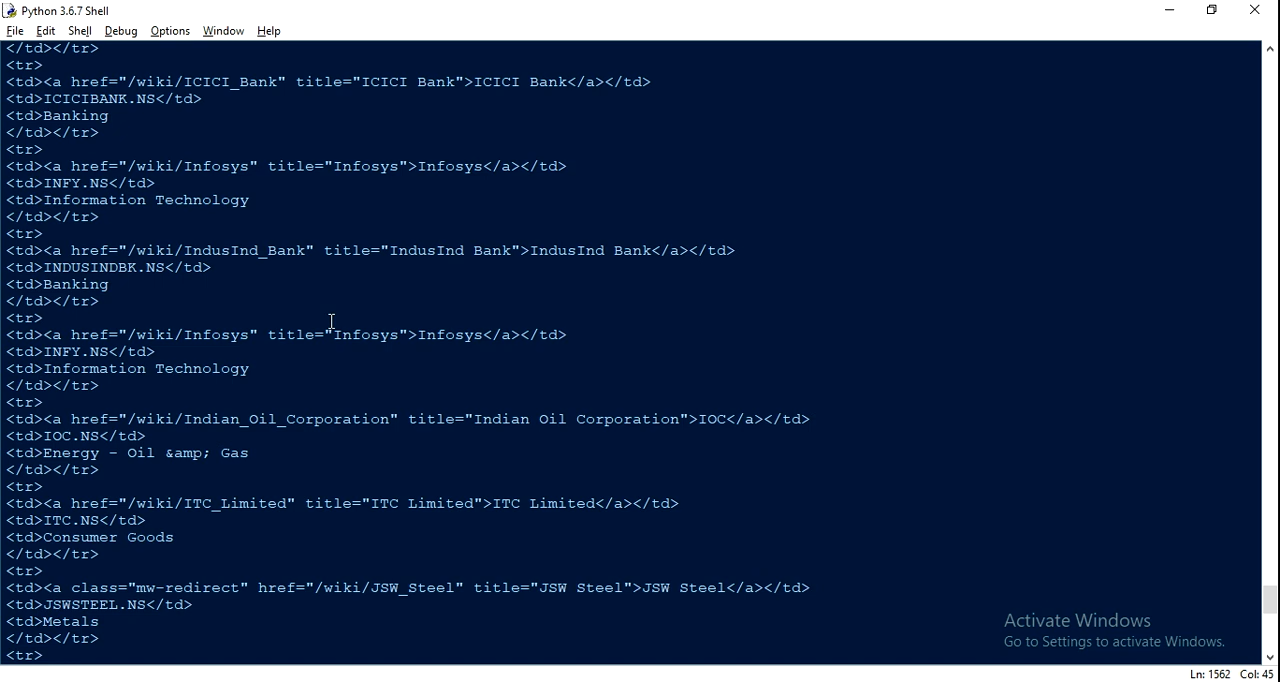 Python 3.6.7 Shell
File Edit Shell Debug Options Window Help
</td></tr>
<tr>
<td><a href="/wiki/ICICI_Bank" title="ICICI Bank">ICICI Bank</a></td>
<td>ICICIBANK.NS</td>
<td>Banking
</td></tr>
<tr>
<td><a href="/wiki/Infosys" title="Infosys">Infosys</a></td>
<td>INFY.NS</td>
<td>Information Technology
</td></tr>
<tr>
<td><a href="/wiki/IndusInd_Bank" title="IndusInd Bank">IndusInd Bank</a></td>
<td>INDUSINDBK.NS</td>
<td>Banking
</td></tr>
<tr>
<td><a href="/wiki/Infosys" title="Infosys">Infosys</a></td>
<td>INFY.NS</td>
<td>Information Technology
</td></tr>
<tr>
<td><a href="/wiki/Indian_Oil_Corporation" title="Indian Oil Corporation">IOC</a></td>
<td>IOC.NS</td>
<td>Energy - Oil &amp; Gas
</td></tr>
<tr>
<td><a href="/wiki/ITC_Limited" title="ITC Limited">ITC Limited</a></td>
<td>ITC.NS</td>
<td>Consumer Goods
</td></tr>
<tr>
<td><a class="mw-redirect" href="/wiki/JSW_Steel" title="JSW Steel">JSW Steel</a></td>
<td>JSWSTEEL.NS</td>
<td>Metals
</td></tr>
<tr>
Activate Windows
Go to Settings to activate Windows.
Ln: 1562 Col: 45